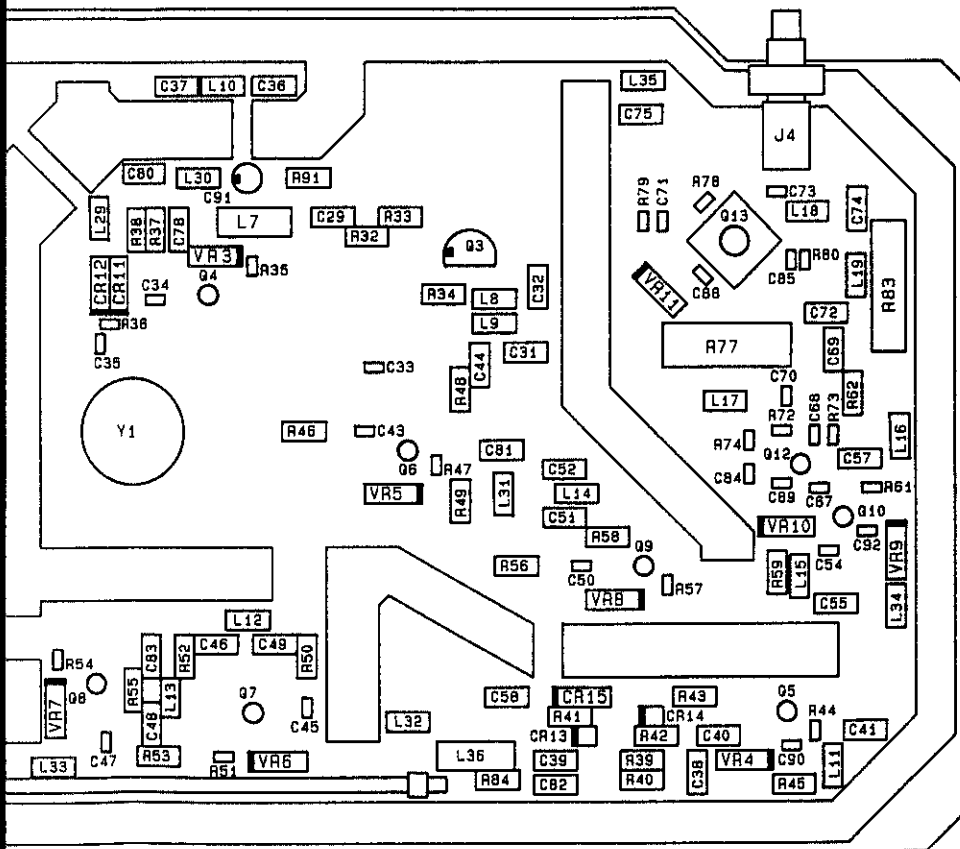 C37 L10 C36 L35
C75
J4
C80 L30 R91
C91
R79 C71 R78 C73
L29 R38 R37 C78 L7 C29 R33
R32
L18 C74
Q13
VR3 R35 Q3
Q4
CR12 CR11 C34
R34 L8 C32
L9
VR11 C85 R80 L19 R83
C72
R36
C35
C33 C44 C31
R48
R77 C69
C70 R62
L17
Y1 R46 C43
Q6 R47
C81
R72 C68 R73 L16
R74 Q12 C57
C52
VR5 R49 L31 L14
C84 C89 C67 R61
C51
R58
VR10 Q10
C92 VR9
R56 C50 Q9 R57
C54
R59 L15
VR8 C55 L34
L12
R54 C83 R52 C46 C49 R50
Q8 R55 L13 Q7
VR7 C48 C45
C58 CR15 R43 Q5
L32 R41 CR14 R44
CR13 R42 C40 C41
C47 R53 R51 VR6
L33
L36 C39 R39 C38 VR4 C90 L11
R84 C82 R40 R45